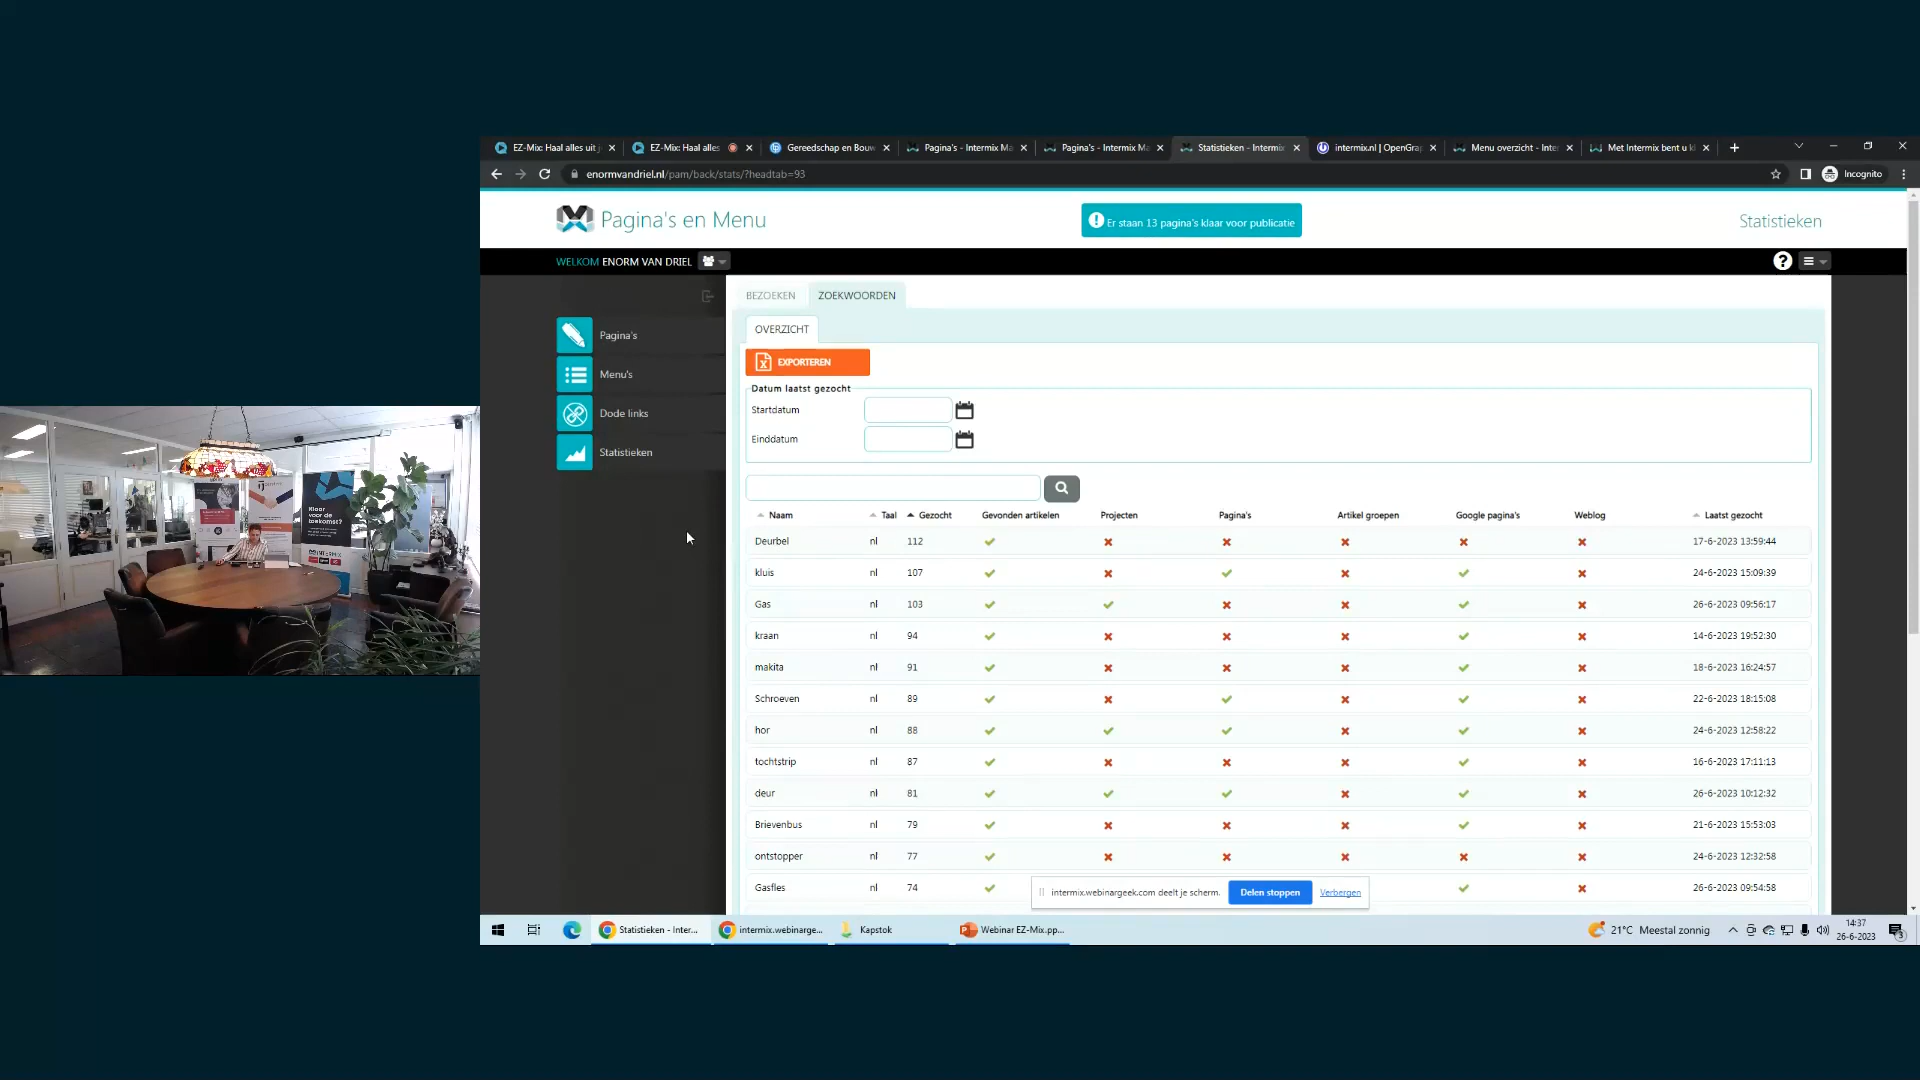 EZ-Mix: Haal alles uit j
EZ-Mix: Haal alles
Gereedschap en Bouw
Pagina's - Intermix Ma
Pagina's - Intermix Ma
Statistieken - Intermix
intermix.nl | OpenGrap
Menu overzicht - Inte
Met Intermix bent u k
enormvandriel.nl/pam/back/stats/?headtab=93
Incognito
Pagina's en Menu
Er staan 13 pagina's klaar voor publicatie
Statistieken
WELKOM ENORM VAN DRIEL
Pagina's
Menu's
Dode links
Statistieken
BEZOEKEN ZOEKWOORDEN
OVERZICHT
EXPORTEREN
Datum laatst gezocht
Startdatum
Einddatum
Naam Taal Gezocht Gevonden artikelen Projecten Pagina's Artikel groepen Google pagina's Weblog Laatst gezocht
Deurbel nl 112 17-6-2023 13:59:44
kluis nl 107 24-6-2023 15:09:39
Gas nl 103 26-6-2023 09:56:17
kraan nl 94 14-6-2023 19:52:30
makita nl 91 18-6-2023 16:24:57
Schroeven nl 89 22-6-2023 18:15:08
hor nl 88 24-6-2023 12:58:22
tochtstrip nl 87 16-6-2023 17:11:13
deur nl 81 26-6-2023 10:12:32
Brievenbus nl 79 21-6-2023 15:53:03
ontstopper nl 77 24-6-2023 12:32:58
Gasfles nl 74 26-6-2023 09:54:58
intermix.webinargeek.com deelt je scherm. Delen stoppen Verbergen
Statistieken - Inter...
intermix.webinarge...
Kapstok
Webinar EZ-Mix.pp...
21°C Meestal zonnig
14:37
26-6-2023
3
Klaar
voor de
toekomst?
INTERMIX